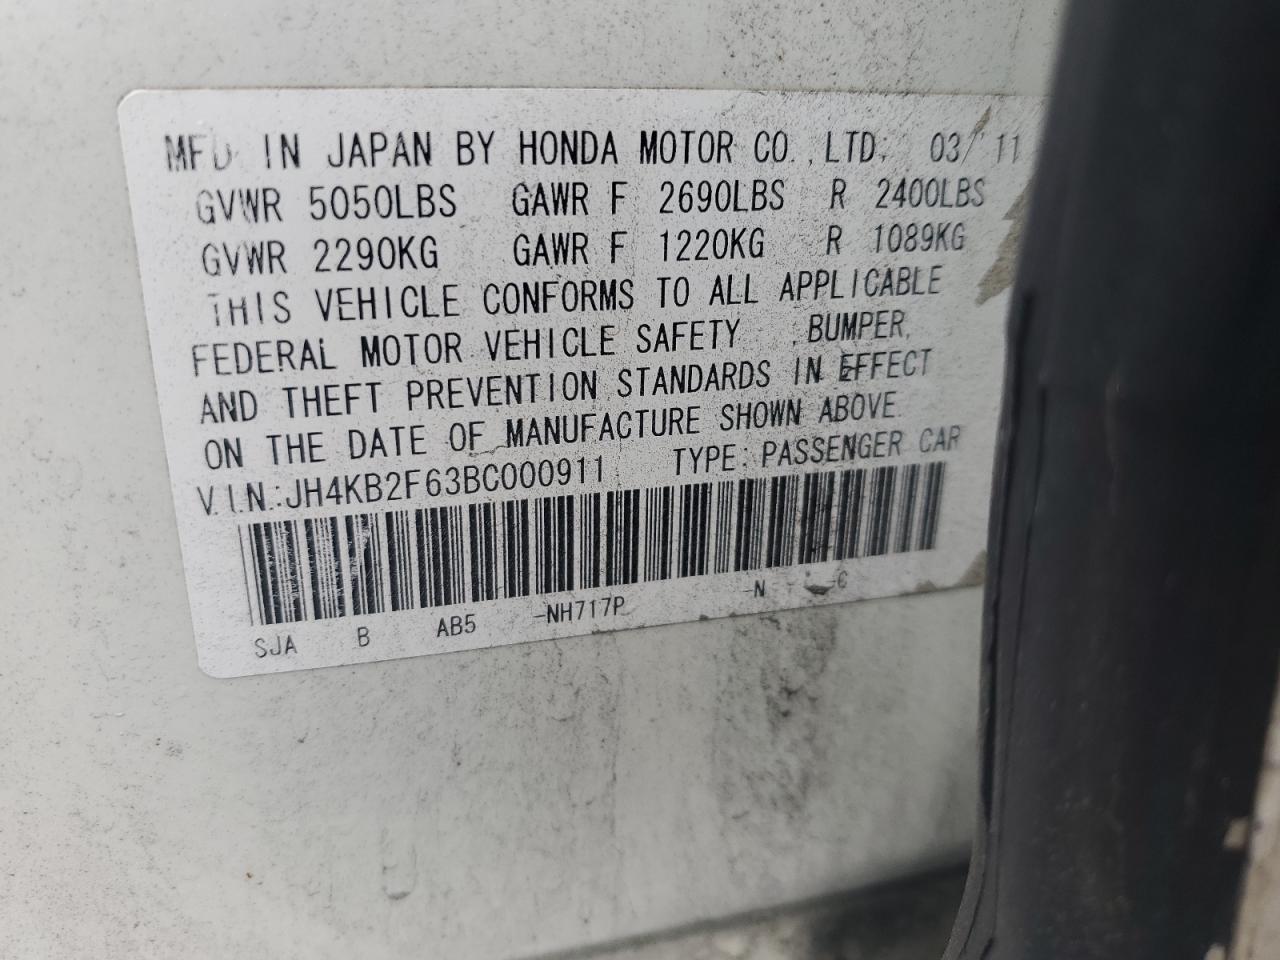 MFD IN JAPAN BY HONDA MOTOR CO.,LTD. 03/11
GVWR 5050LBS GAWR F 2690LBS R 2400LBS
GVWR 2290KG GAWR F 1220KG R 1089KG
THIS VEHICLE CONFORMS TO ALL APPLICABLE
FEDERAL MOTOR VEHICLE SAFETY , BUMPER,
AND THEFT PREVENTION STANDARDS IN EFFECT
ON THE DATE OF MANUFACTURE SHOWN ABOVE.
V.I.N.:JH4KB2F63BC000911 TYPE: PASSENGER CAR
SJA B AB5 -NH717P -N - -C